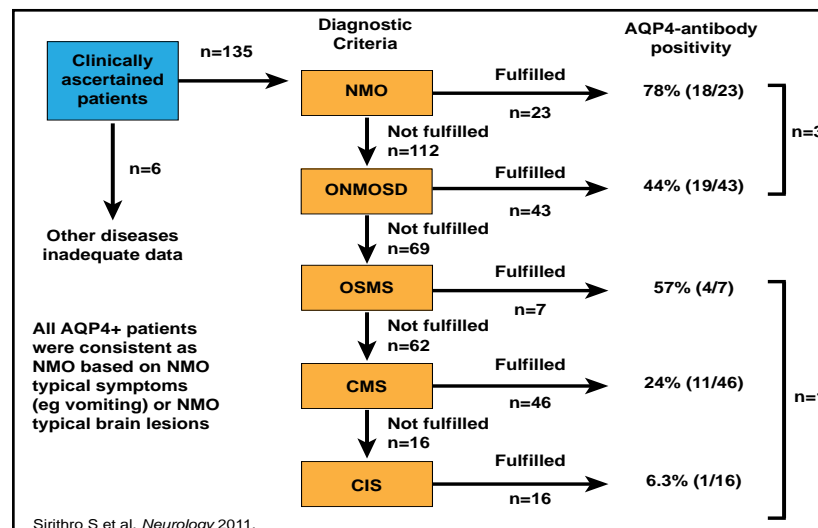 Diagnostic
Criteria
AQP4-antibody
positivity
Clinically
ascertained
patients
n=135
NMO
Fulfilled
n=23
78% (18/23)
Not fulfilled
n=112
n=6
Other diseases
inadequate data
ONMOSD
Fulfilled
n=43
44% (19/43)
n=3
Not fulfilled
n=69
OSMS
Fulfilled
n=7
57% (4/7)
Not fulfilled
n=62
All AQP4+ patients
were consistent as
NMO based on NMO
typical symptoms
(eg vomiting) or NMO
typical brain lesions
CMS
Fulfilled
n=46
24% (11/46)
Not fulfilled
n=16
CIS
Fulfilled
n=16
6.3% (1/16)
Sirithro S et al. Neurology 2011.